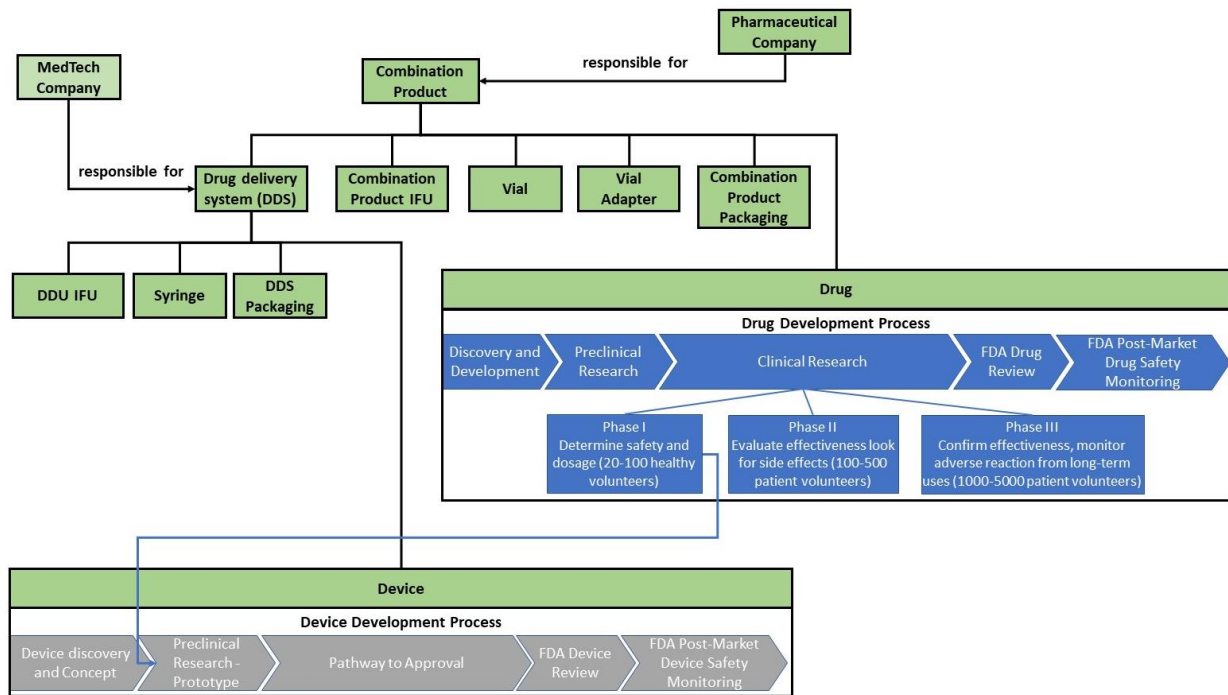 Pharmaceutical
Company
responsible for
MedTech
Company
Combination
Product
responsible for
Drug delivery
system (DDS)
Combination
Product IFU
Vial
Vial
Adapter
Combination
Product
Packaging
DDU IFU
Syringe
DDS
Packaging
Drug
Drug Development Process
Discovery and
Development
Preclinical
Research
Clinical Research
FDA Drug
Review
FDA Post-Market
Drug Safety
Monitoring
Phase I
Determine safety and
dosage (20-100 healthy
volunteers)
Phase II
Evaluate effectiveness look
for side effects (100-500
patient volunteers)
Phase III
Confirm effectiveness, monitor
adverse reaction from long-term
uses (1000-5000 patient volunteers)
Device
Device Development Process
Device discovery
and Concept
Preclinical
Research -
Prototype
Pathway to Approval
FDA Device
Review
FDA Post-Market
Device Safety
Monitoring